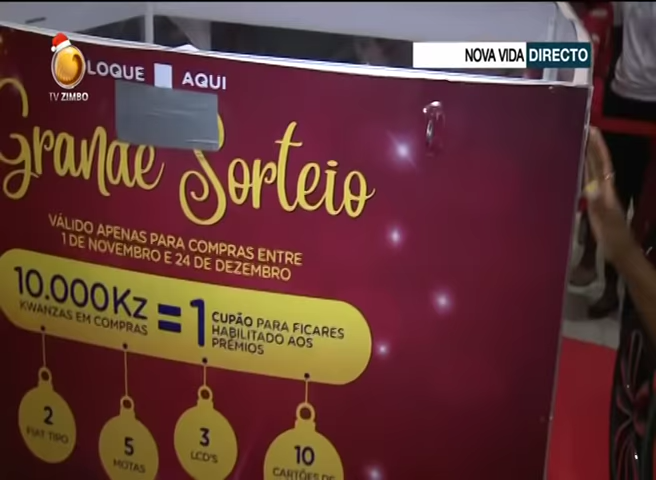 NOVA VIDA DIRECTO
TV ZIMBO
LOQUE AQUI
Grande Sorteio
VÁLIDO APENAS PARA COMPRAS ENTRE
1 DE NOVEMBRO E 24 DE DEZEMBRO
10.000Kz = 1
KWANZAS EM COMPRAS
CUPÃO PARA FICARES
HABILITADO AOS
PRÉMIOS
2
FIAT TIPO
5
MOTAS
3
LCD'S
10
CARTÕES DE